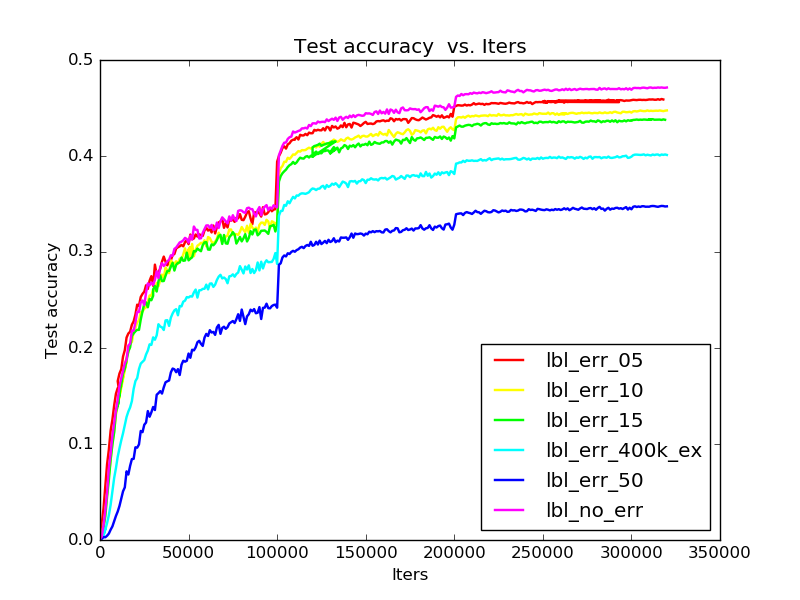 Test accuracy  vs. Iters
Test accuracy
0.5
0.4
0.3
0.2
0.1
0.0
lbl_err_05
lbl_err_10
lbl_err_15
lbl_err_400k_ex
lbl_err_50
lbl_no_err
0 50000 100000 150000 200000 250000 300000 350000
Iters